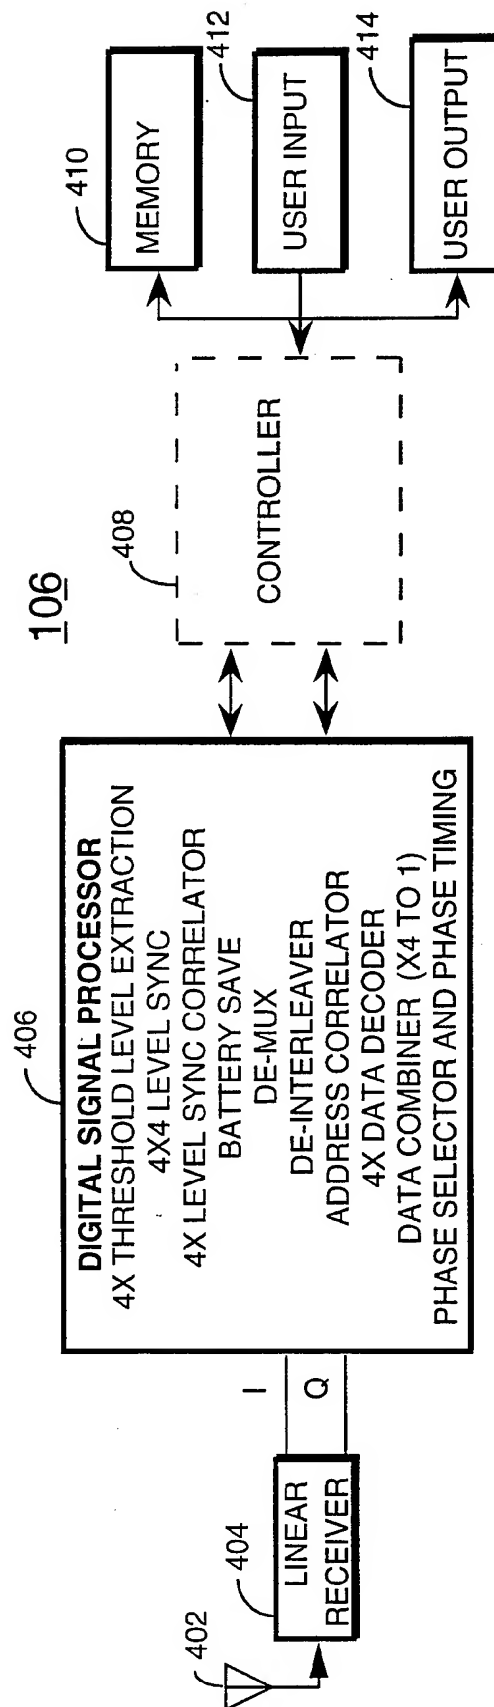 106
402
404
LINEAR
RECEIVER
I
Q
406
DIGITAL SIGNAL PROCESSOR
4X THRESHOLD LEVEL EXTRACTION
4X4 LEVEL SYNC
4X LEVEL SYNC CORRELATOR
BATTERY SAVE
DE-MUX
DE-INTERLEAVER
ADDRESS CORRELATOR
4X DATA DECODER
DATA COMBINER (X4 TO 1)
PHASE SELECTOR AND PHASE TIMING
408
CONTROLLER
410
MEMORY
412
USER INPUT
414
USER OUTPUT